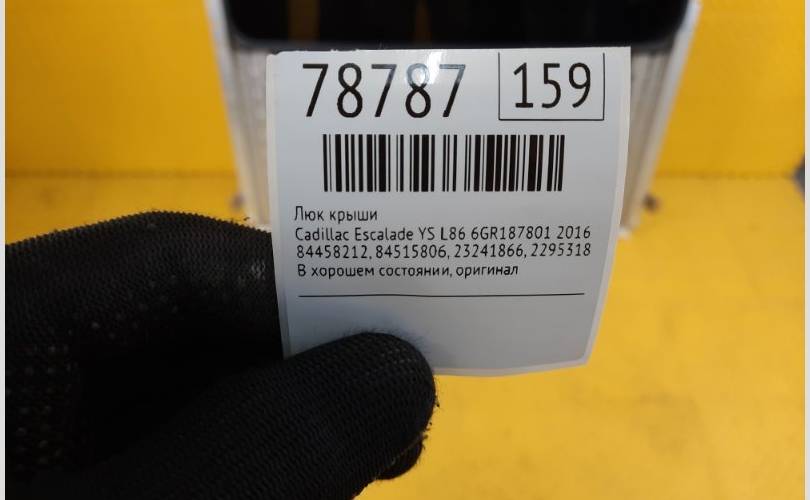 78787 159
Люк крыши
Cadillac Escalade YS L86 6GR187801 2016
84458212, 84515806, 23241866, 2295318
В хорошем состоянии, оригинал